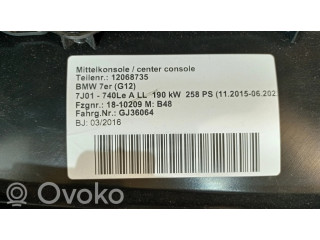 Mittelkonsole / center console
Teilenr.: 12068735
BMW 7er (G12)
7J01 - 740Le A LL 190 kW 258 PS (11.2015-06.202
Fzgnr.: 18-10209 M: B48
Fahrg.Nr.: GJ36064
BJ: 03/2016
ovoko